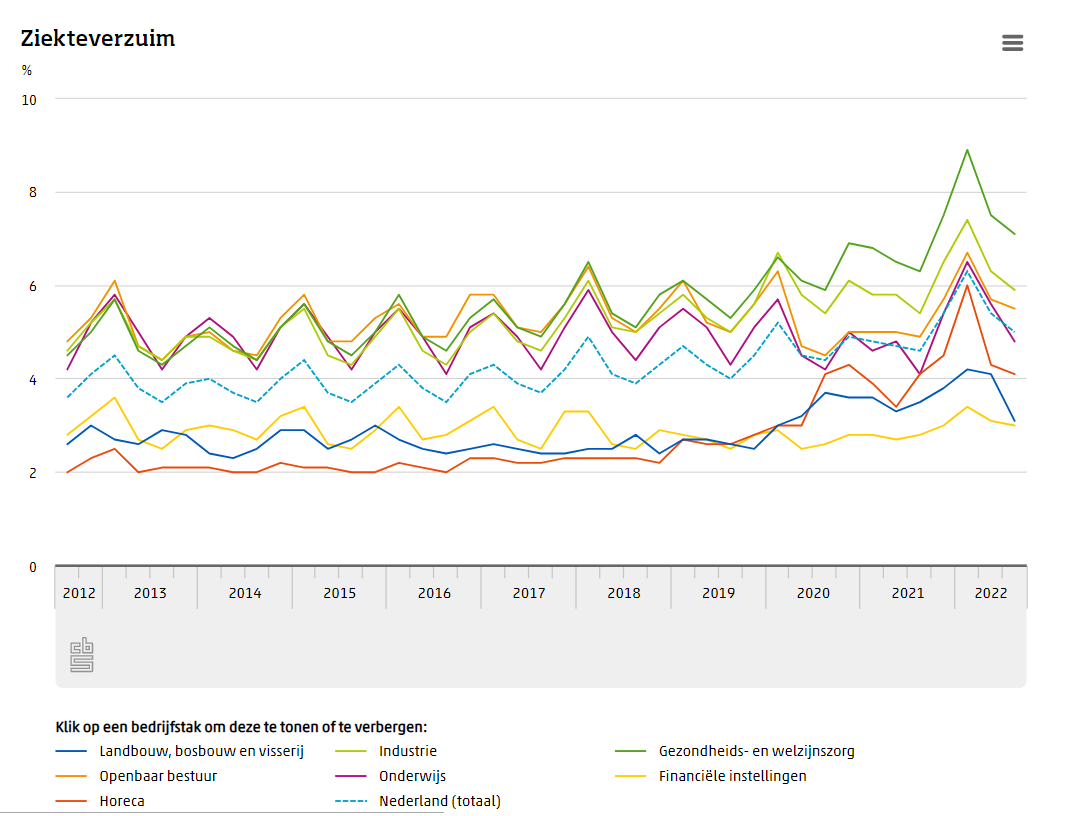 Ziekteverzuim
%
10
8
6
4
2
0
2012 2013 2014 2015 2016 2017 2018 2019 2020 2021 2022
cbs
Klik op een bedrijfstak om deze te tonen of te verbergen:
Landbouw, bosbouw en visserij Industrie Gezondheids- en welzijnszorg
Openbaar bestuur Onderwijs Financiële instellingen
Horeca Nederland (totaal)